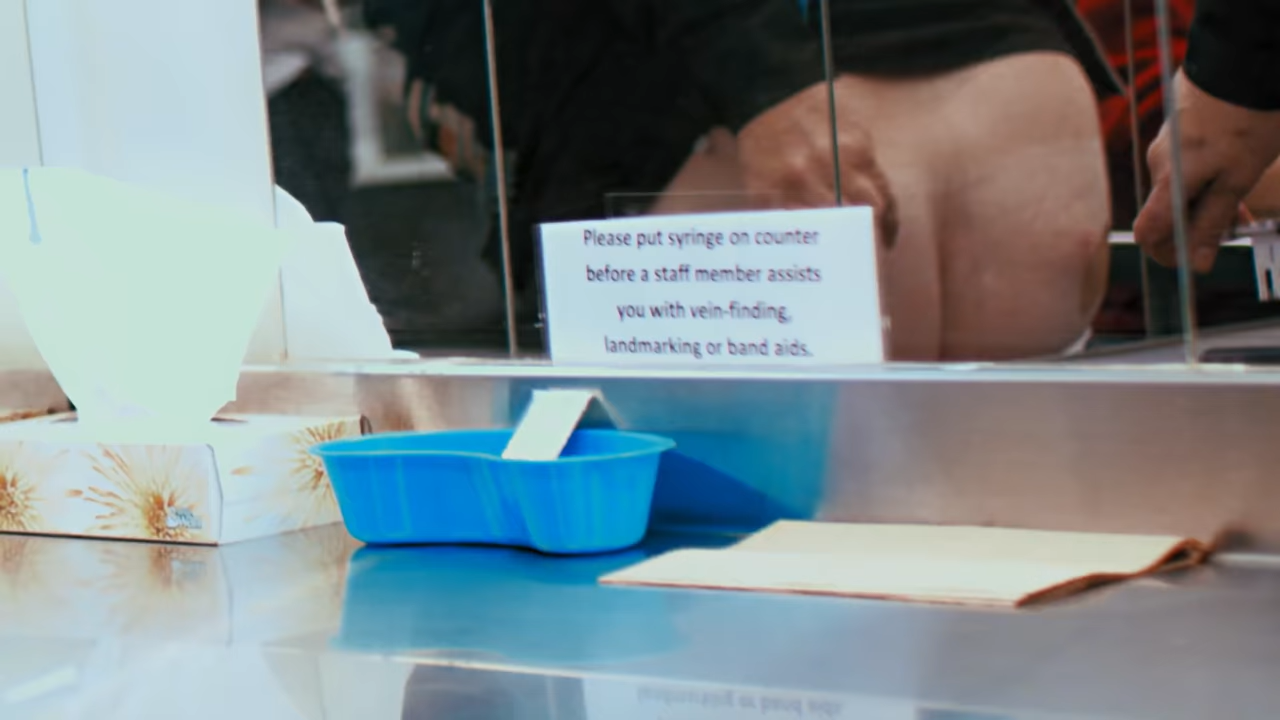 Please put syringe on counter
before a staff member assists
you with vein-finding,
landmarking or band aids.